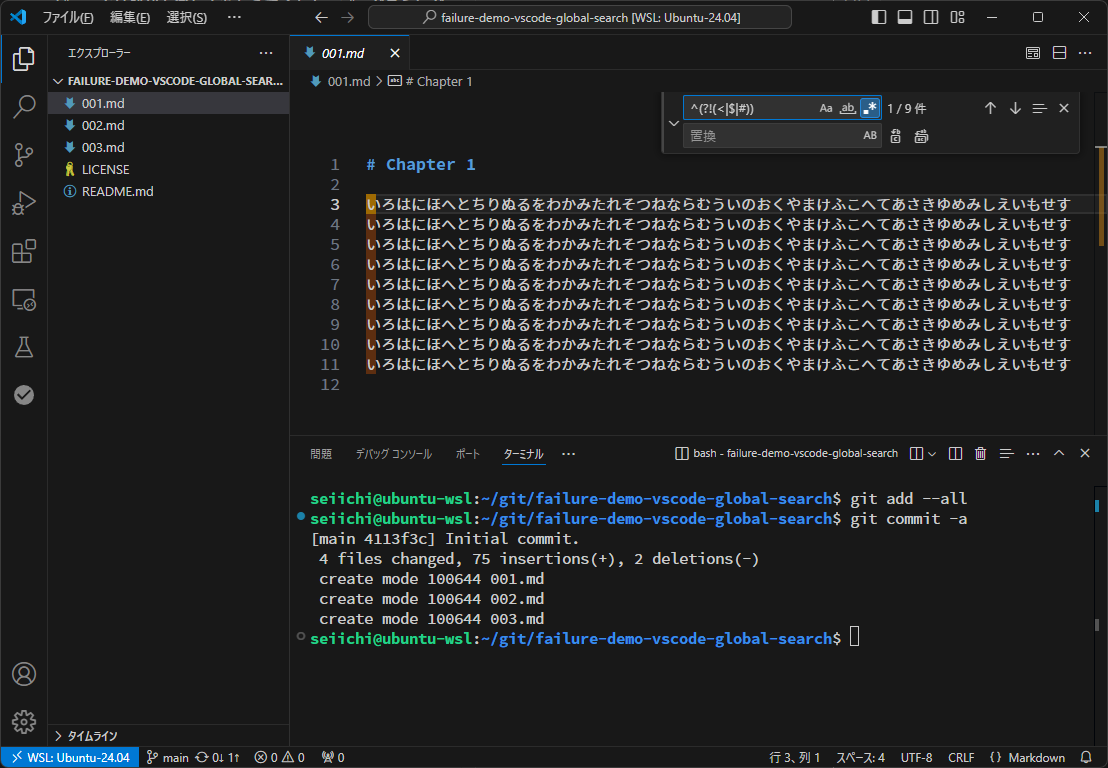 ファイル(F) 編集(E) 選択(S) ··· failure-demo-vscode-global-search [WSL: Ubuntu-24.04]
エクスプローラー ···
FAILURE-DEMO-VSCODE-GLOBAL-SEAR...
001.md
002.md
003.md
LICENSE
README.md
タイムライン
001.md
001.md > # Chapter 1
^(?!(<|$|#)) Aa ab .* 1 / 9 件
置換 AB
1 # Chapter 1
2
3 いろはにほへとちりぬるをわかみたれそつねならむういのおくやまけふこへてあさきゆめみしえいもせす
4 いろはにほへとちりぬるをわかみたれそつねならむういのおくやまけふこへてあさきゆめみしえいもせす
5 いろはにほへとちりぬるをわかみたれそつねならむういのおくやまけふこへてあさきゆめみしえいもせす
6 いろはにほへとちりぬるをわかみたれそつねならむういのおくやまけふこへてあさきゆめみしえいもせす
7 いろはにほへとちりぬるをわかみたれそつねならむういのおくやまけふこへてあさきゆめみしえいもせす
8 いろはにほへとちりぬるをわかみたれそつねならむういのおくやまけふこへてあさきゆめみしえいもせす
9 いろはにほへとちりぬるをわかみたれそつねならむういのおくやまけふこへてあさきゆめみしえいもせす
10 いろはにほへとちりぬるをわかみたれそつねならむういのおくやまけふこへてあさきゆめみしえいもせす
11 いろはにほへとちりぬるをわかみたれそつねならむういのおくやまけふこへてあさきゆめみしえいもせす
12
問題 デバッグ コンソール ポート ターミナル ··· bash - failure-demo-vscode-global-search
seiichi@ubuntu-wsl:~/git/failure-demo-vscode-global-search$ git add --all
seiichi@ubuntu-wsl:~/git/failure-demo-vscode-global-search$ git commit -a
[main 4113f3c] Initial commit.
4 files changed, 75 insertions(+), 2 deletions(-)
create mode 100644 001.md
create mode 100644 002.md
create mode 100644 003.md
seiichi@ubuntu-wsl:~/git/failure-demo-vscode-global-search$
WSL: Ubuntu-24.04 main 0↓ 1↑ 0 0 0 行 3、列 1 スペース: 4 UTF-8 CRLF {} Markdown